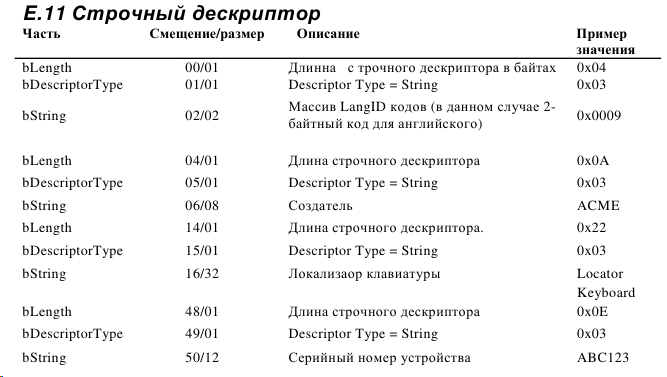 E.11 Строчный дескриптор
Часть Смещение/размер Описание Пример
значения
bLength 00/01 Длинна с трочного дескриптора в байтах 0x04
bDescriptorType 01/01 Descriptor Type = String 0x03
bString 02/02 Массив LangID кодов (в данном случае 2-
байтный код для английского) 0x0009
bLength 04/01 Длина строчного дескриптора 0x0A
bDescriptorType 05/01 Descriptor Type = String 0x03
bString 06/08 Создатель ACME
bLength 14/01 Длина строчного дескриптора. 0x22
bDescriptorType 15/01 Descriptor Type = String 0x03
bString 16/32 Локализаор клавиатуры Locator
Keyboard
bLength 48/01 Длина строчного дескриптора 0x0E
bDescriptorType 49/01 Descriptor Type = String 0x03
bString 50/12 Серийный номер устройства ABC123